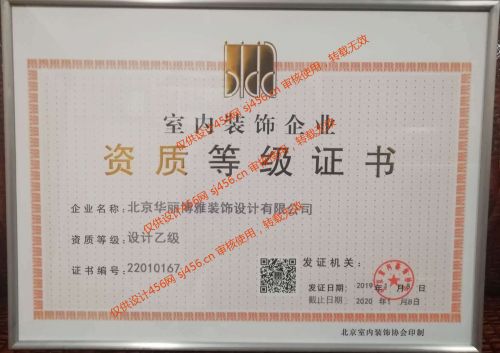 室内装饰企业
资质等级证书
企业名称:北京华丽博雅装饰设计有限公司
资质等级:设计乙级
证书编号:22010167
发证机关:
发证日期: 2019年1月9日
截止日期: 2020年1月8日
北京室内装饰协会印制
仅供设计456网 sj456.cn 审核使用，转载无效
仅供设计456网 sj456.cn 审核使用，转载无效
仅供设计456网 sj456.cn 审核使用，转载无效